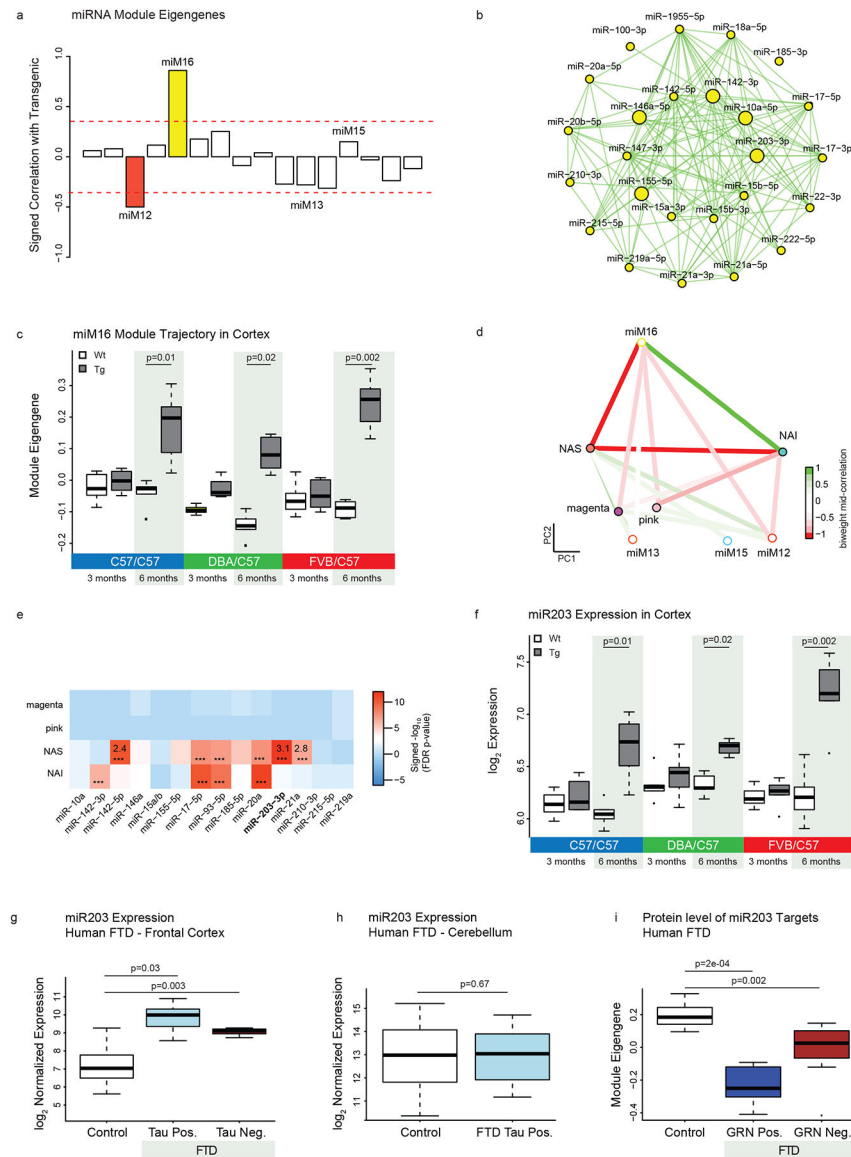 a
miRNA Module Eigengenes
Signed Correlation with Transgenic
1.0
0.5
0.0
−0.5
−1.0
miM16
miM15
miM12
miM13
b
miR−1955−5p
miR−18a−5p
miR−100−3p
miR−185−3p
miR−20a−5p
miR−142−5p
miR−142−3p
miR−17−5p
miR−146a−5p
miR−10a−5p
miR−20b−5p
miR−203−3p
miR−147−3p
miR−17−3p
miR−210−3p
miR−155−5p
miR−15b−5p
miR−22−3p
miR−15a−3p
miR−15b−3p
miR−215−5p
miR−222−5p
miR−219a−5p
miR−21a−5p
miR−21a−3p
c
miM16 Module Trajectory in Cortex
Wt
Tg
p=0.01
p=0.02
p=0.002
Module Eigengene
0.3
0.2
0.1
0.0
−0.1
−0.2
C57/C57
DBA/C57
FVB/C57
3 months
6 months
3 months
6 months
3 months
6 months
d
miM16
NAS
NAI
magenta
pink
miM13
miM15
miM12
PC2
PC1
1
0.5
0
−0.5
−1
biweight mid−correlation
e
magenta
pink
NAS
NAI
2.4
***
***
***
***
3.1
***
2.8
***
***
***
***
***
miR−10a
miR−142−3p
miR−142−5p
miR−146a
miR−15a/b
miR−155−5p
miR−17−5p
miR−93−5p
miR−185−5p
miR−20a
miR−203−3p
miR−21a
miR−210−3p
miR−215−5p
miR−219a
10
5
0
−5
Signed −log10
(FDR p−value)
f
miR203 Expression in Cortex
Wt
Tg
p=0.01
p=0.02
p=0.002
log2 Expression
7.5
7.0
6.5
6.0
C57/C57
DBA/C57
FVB/C57
3 months
6 months
3 months
6 months
3 months
6 months
g
miR203 Expression
Human FTD - Frontal Cortex
p=0.03
p=0.003
log2 Normalized Expression
11
10
9
8
7
6
5
Control
Tau Pos.
Tau Neg.
FTD
h
miR203 Expression
Human FTD - Cerebellum
p=0.67
log2 Normalized Expression
15
14
13
12
11
Control
FTD Tau Pos.
i
Protein level of miR203 Targets
Human FTD
p=2e-04
p=0.002
Module Eigengene
0.2
0.0
−0.2
−0.4
Control
GRN Pos.
GRN Neg.
FTD